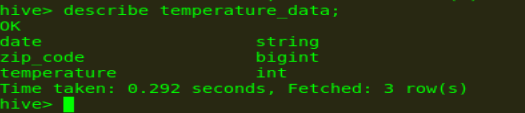 hive> describe temperature_data;
OK
date string
zip_code bigint
temperature int
Time taken: 0.292 seconds, Fetched: 3 row(s)
hive>